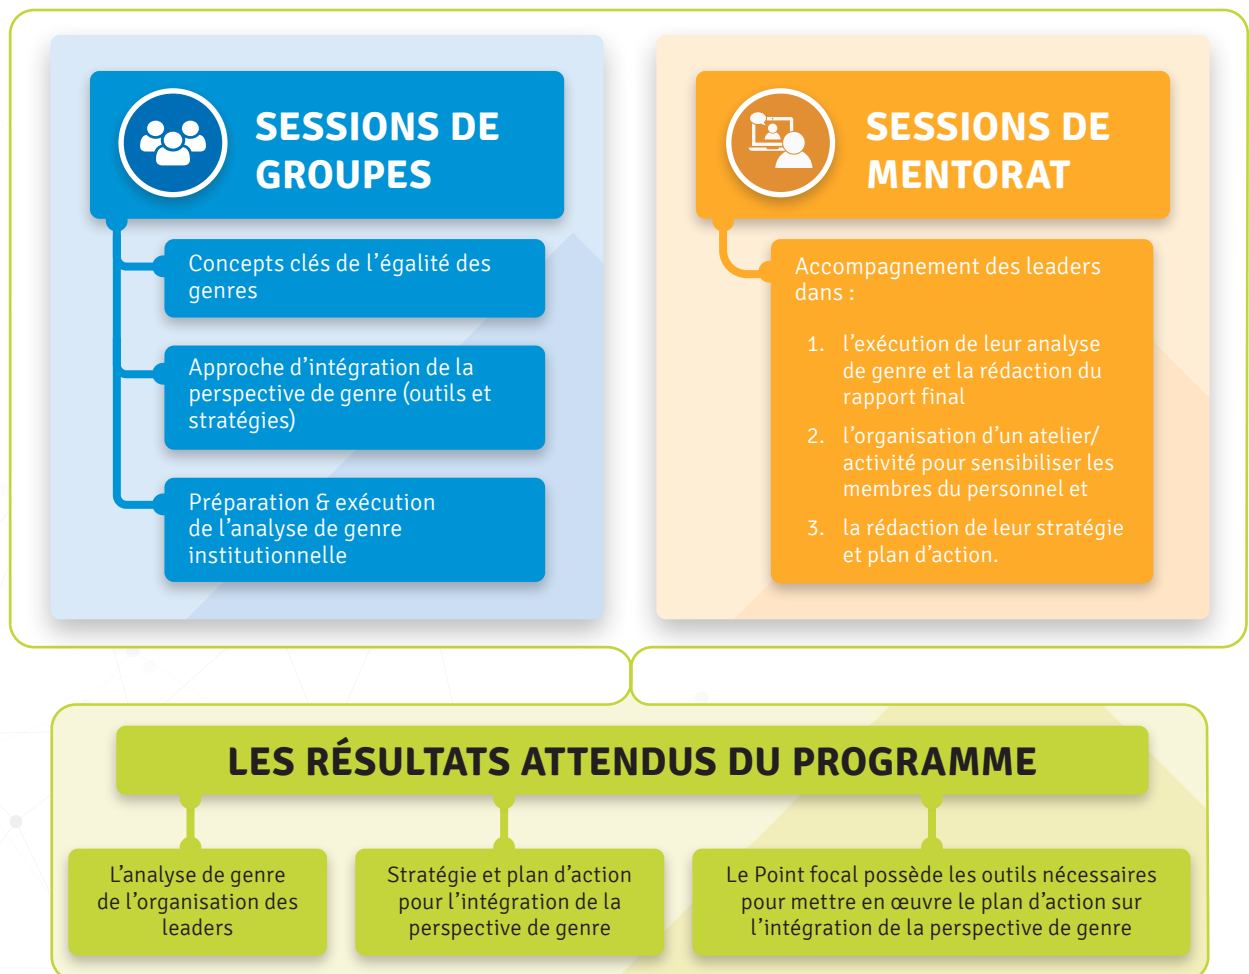 SESSIONS DE
GROUPES
Concepts clés de l'égalité des
genres
Approche d'intégration de la
perspective de genre (outils et
stratégies)
Préparation & exécution
de l'analyse de genre
institutionnelle
SESSIONS DE
MENTORAT
Accompagnement des leaders
dans :
1. l'exécution de leur analyse
de genre et la rédaction du
rapport final
2. l'organisation d'un atelier/
activité pour sensibiliser les
membres du personnel et
3. la rédaction de leur stratégie
et plan d'action.
LES RÉSULTATS ATTENDUS DU PROGRAMME
L'analyse de genre
de l'organisation des
leaders
Stratégie et plan d'action
pour l'intégration de la
perspective de genre
Le Point focal possède les outils nécessaires
pour mettre en œuvre le plan d'action sur
l'intégration de la perspective de genre